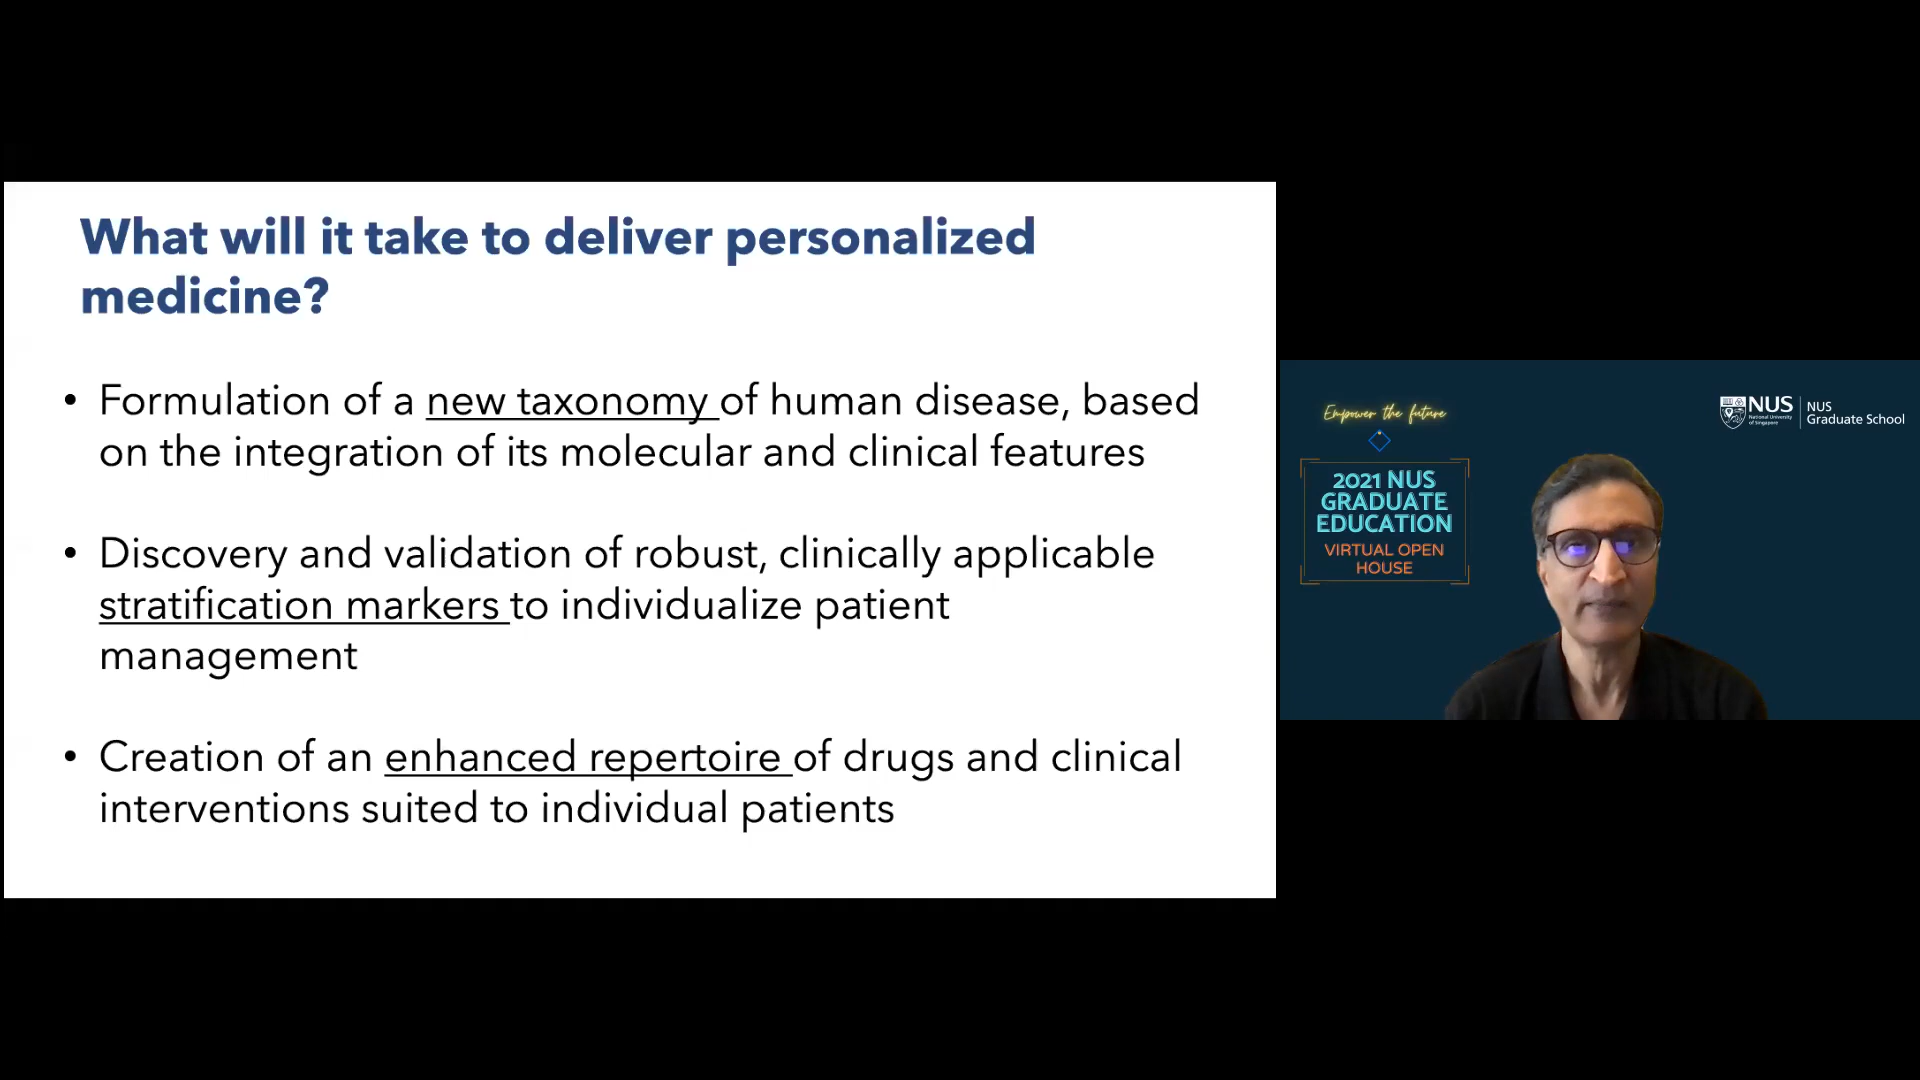 What will it take to deliver personalized
medicine?
• Formulation of a new taxonomy of human disease, based
on the integration of its molecular and clinical features
• Discovery and validation of robust, clinically applicable
stratification markers to individualize patient
management
• Creation of an enhanced repertoire of drugs and clinical
interventions suited to individual patients
Empower the future
2021 NUS
GRADUATE
EDUCATION
VIRTUAL OPEN
HOUSE
NUS
National University
of Singapore
NUS
Graduate School